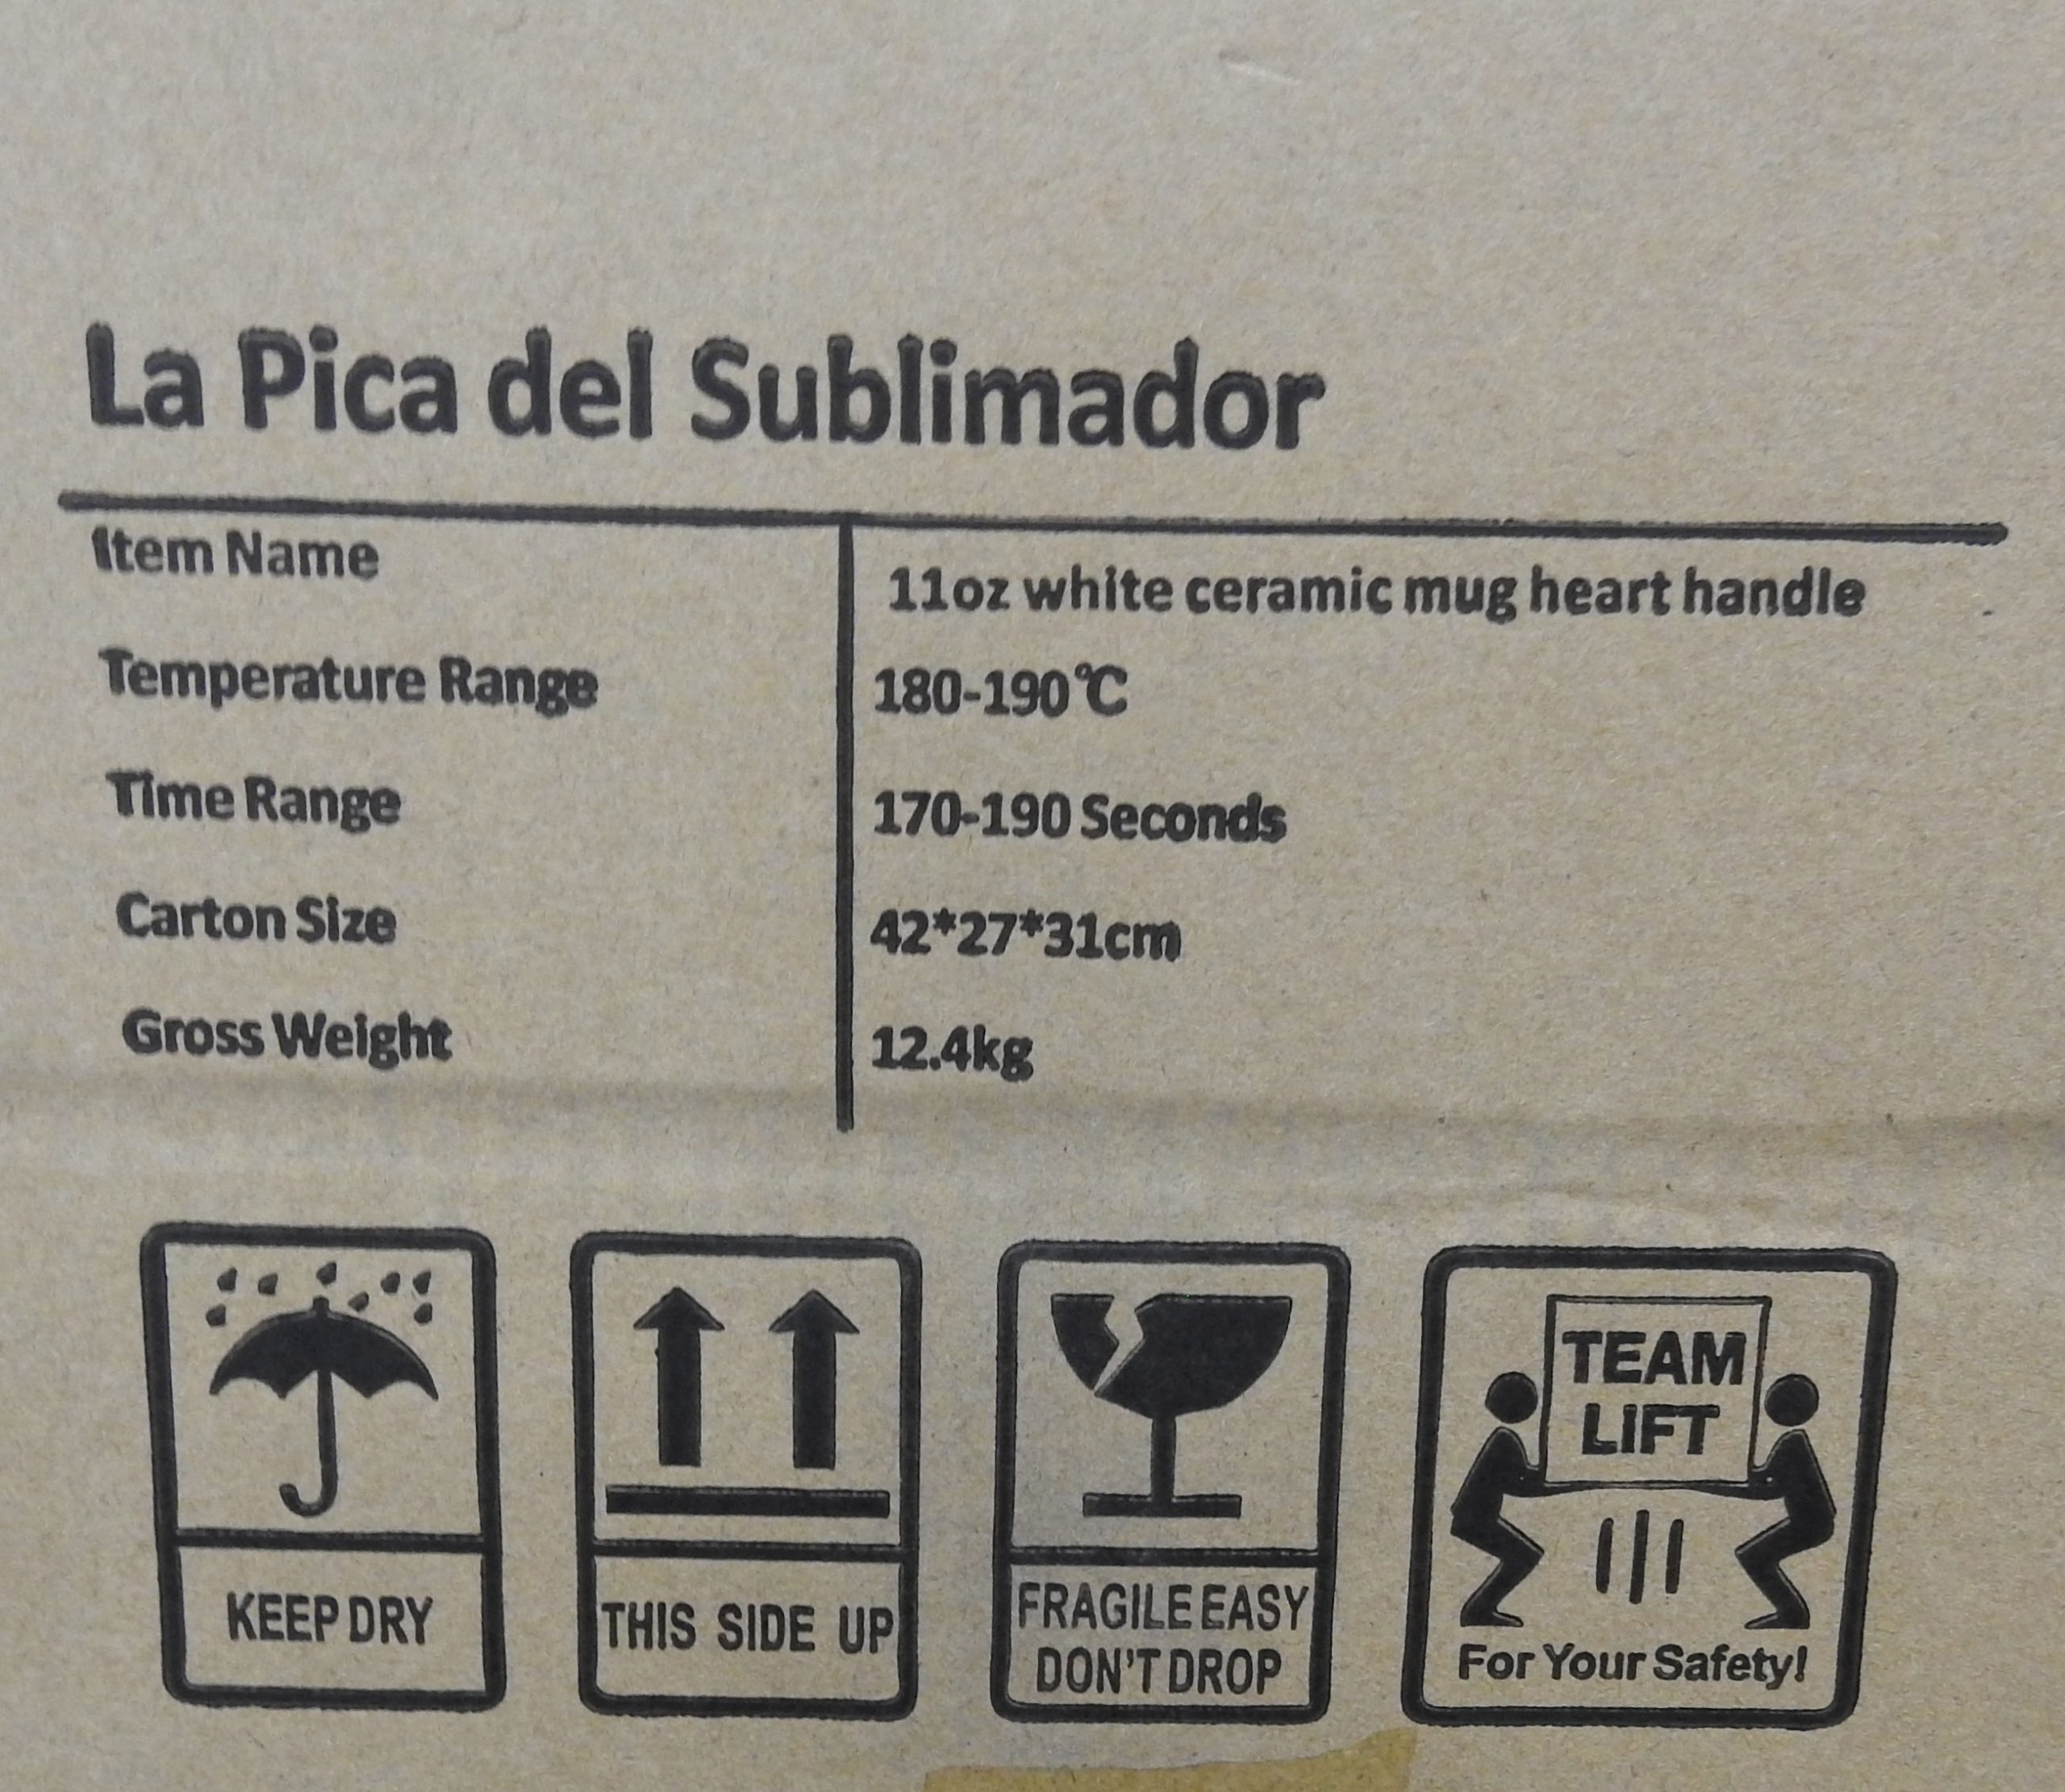 La Pica del Sublimador
Item Name 11oz white ceramic mug heart handle
Temperature Range 180-190℃
Time Range 170-190 Seconds
Carton Size 42*27*31cm
Gross Weight 12.4kg
KEEP DRY
THIS SIDE UP
FRAGILE EASY
DON'T DROP
TEAM
LIFT
For Your Safety!